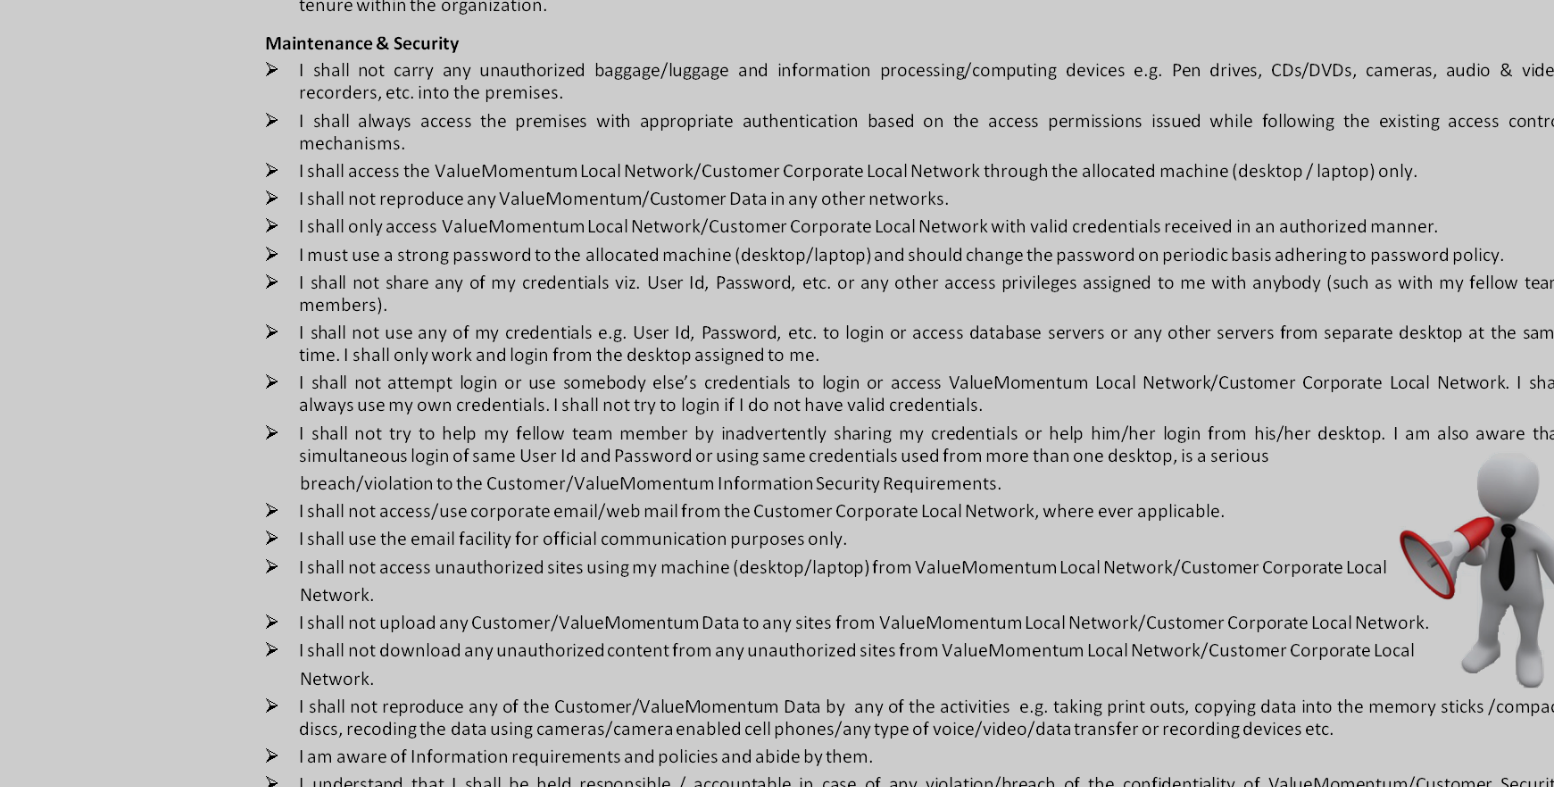 tenure within the organization.
Maintenance & Security
➢ I shall not carry any unauthorized baggage/luggage and information processing/computing devices e.g. Pen drives, CDs/DVDs, cameras, audio & vide
recorders, etc. into the premises.
➢ I shall always access the premises with appropriate authentication based on the access permissions issued while following the existing access contro
mechanisms.
➢ I shall access the ValueMomentum Local Network/Customer Corporate Local Network through the allocated machine (desktop / laptop) only.
➢ I shall not reproduce any ValueMomentum/Customer Data in any other networks.
➢ I shall only access ValueMomentum Local Network/Customer Corporate Local Network with valid credentials received in an authorized manner.
➢ I must use a strong password to the allocated machine (desktop/laptop) and should change the password on periodic basis adhering to password policy.
➢ I shall not share any of my credentials viz. User Id, Password, etc. or any other access privileges assigned to me with anybody (such as with my fellow tear
members).
➢ I shall not use any of my credentials e.g. User Id, Password, etc. to login or access database servers or any other servers from separate desktop at the sam
time. I shall only work and login from the desktop assigned to me.
➢ I shall not attempt login or use somebody else's credentials to login or access ValueMomentum Local Network/Customer Corporate Local Network. I sha
always use my own credentials. I shall not try to login if I do not have valid credentials.
➢ I shall not try to help my fellow team member by inadvertently sharing my credentials or help him/her login from his/her desktop. I am also aware tha
simultaneous login of same User Id and Password or using same credentials used from more than one desktop, is a serious
breach/violation to the Customer/ValueMomentum Information Security Requirements.
➢ I shall not access/use corporate email/web mail from the Customer Corporate Local Network, where ever applicable.
➢ I shall use the email facility for official communication purposes only.
➢ I shall not access unauthorized sites using my machine (desktop/laptop) from ValueMomentum Local Network/Customer Corporate Local
Network.
➢ I shall not upload any Customer/ValueMomentum Data to any sites from ValueMomentum Local Network/Customer Corporate Local Network.
➢ I shall not download any unauthorized content from any unauthorized sites from ValueMomentum Local Network/Customer Corporate Local
Network.
➢ I shall not reproduce any of the Customer/ValueMomentum Data by any of the activities e.g. taking print outs, copying data into the memory sticks /compac
discs, recoding the data using cameras/camera enabled cell phones/any type of voice/video/data transfer or recording devices etc.
➢ I am aware of Information requirements and policies and abide by them.
➢ I understand that I shall be held responsible / accountable in case of any violation/breach of the confidentiality of ValueMomentum/Customer Securit